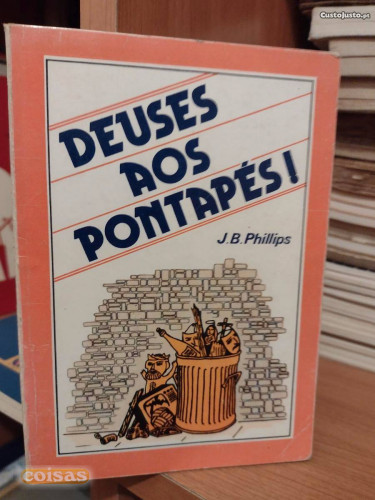 CustoJusto.pt
DEUSES
AOS
PONTAPÉS!
J.B. Phillips
coisas